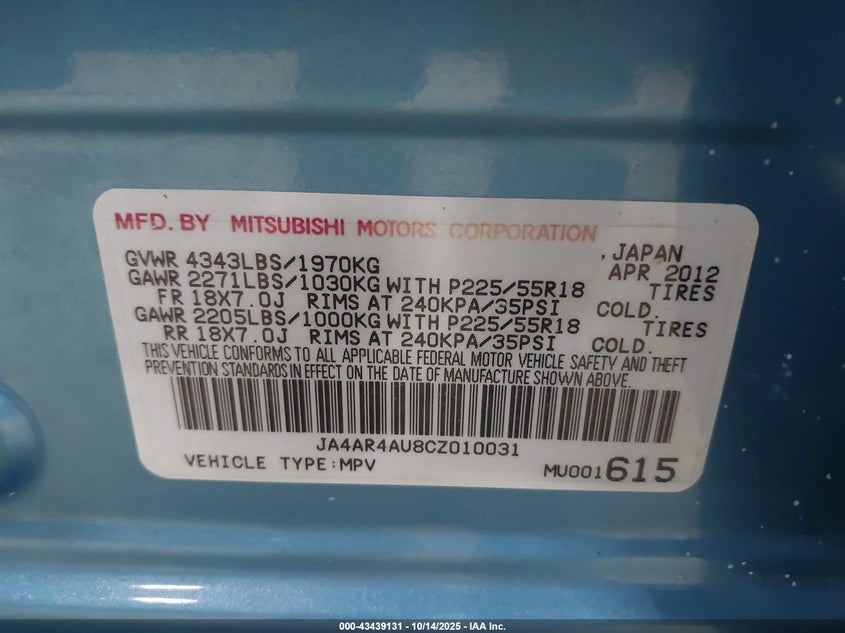 MFD. BY MITSUBISHI MOTORS CORPORATION
, JAPAN
GVWR 4343LBS/1970KG APR 2012
GAWR 2271LBS/1030KG WITH P225/55R18 TIRES
FR 18X7.0J RIMS AT 240KPA/35PSI COLD.
GAWR 2205LBS/1000KG WITH P225/55R18 TIRES
RR 18X7.0J RIMS AT 240KPA/35PSI COLD.
THIS VEHICLE CONFORMS TO ALL APPLICABLE FEDERAL MOTOR VEHICLE SAFETY AND THEFT
PREVENTION STANDARDS IN EFFECT ON THE DATE OF MANUFACTURE SHOWN ABOVE.
JA4AR4AU8CZ010031
VEHICLE TYPE:MPV MU001615
000-43439131 - 10/14/2025 - IAA Inc.